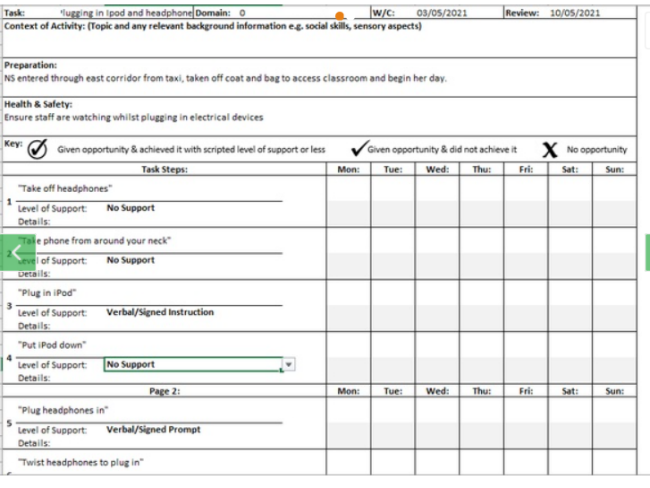 Task: lugging in Ipod and headphone Domain: 0 W/C: 03/05/2021 Review: 10/05/2021
Context of Activity: (Topic and any relevant background information e.g. social skills, sensory aspects)
Preparation:
NS entered through east corridor from taxi, taken off coat and bag to access classroom and begin her day.
Health & Safety:
Ensure staff are watching whilst plugging in electrical devices
Key: Given opportunity & achieved it with scripted level of support or less Given opportunity & did not achieve it No opportunity
Task Steps: Mon: Tue: Wed: Thu: Fri: Sat: Sun:
"Take off headphones"
1
Level of Support: No Support
Details:
"Take phone from around your neck"
2
Level of Support: No Support
Details:
"Plug in iPod"
3
Level of Support: Verbal/Signed Instruction
Details:
"Put iPod down"
4
Level of Support: No Support
Details:
Page 2: Mon: Tue: Wed: Thu: Fri: Sat: Sun:
"Plug headphones in"
5
Level of Support: Verbal/Signed Prompt
Details:
"Twist headphones to plug in"